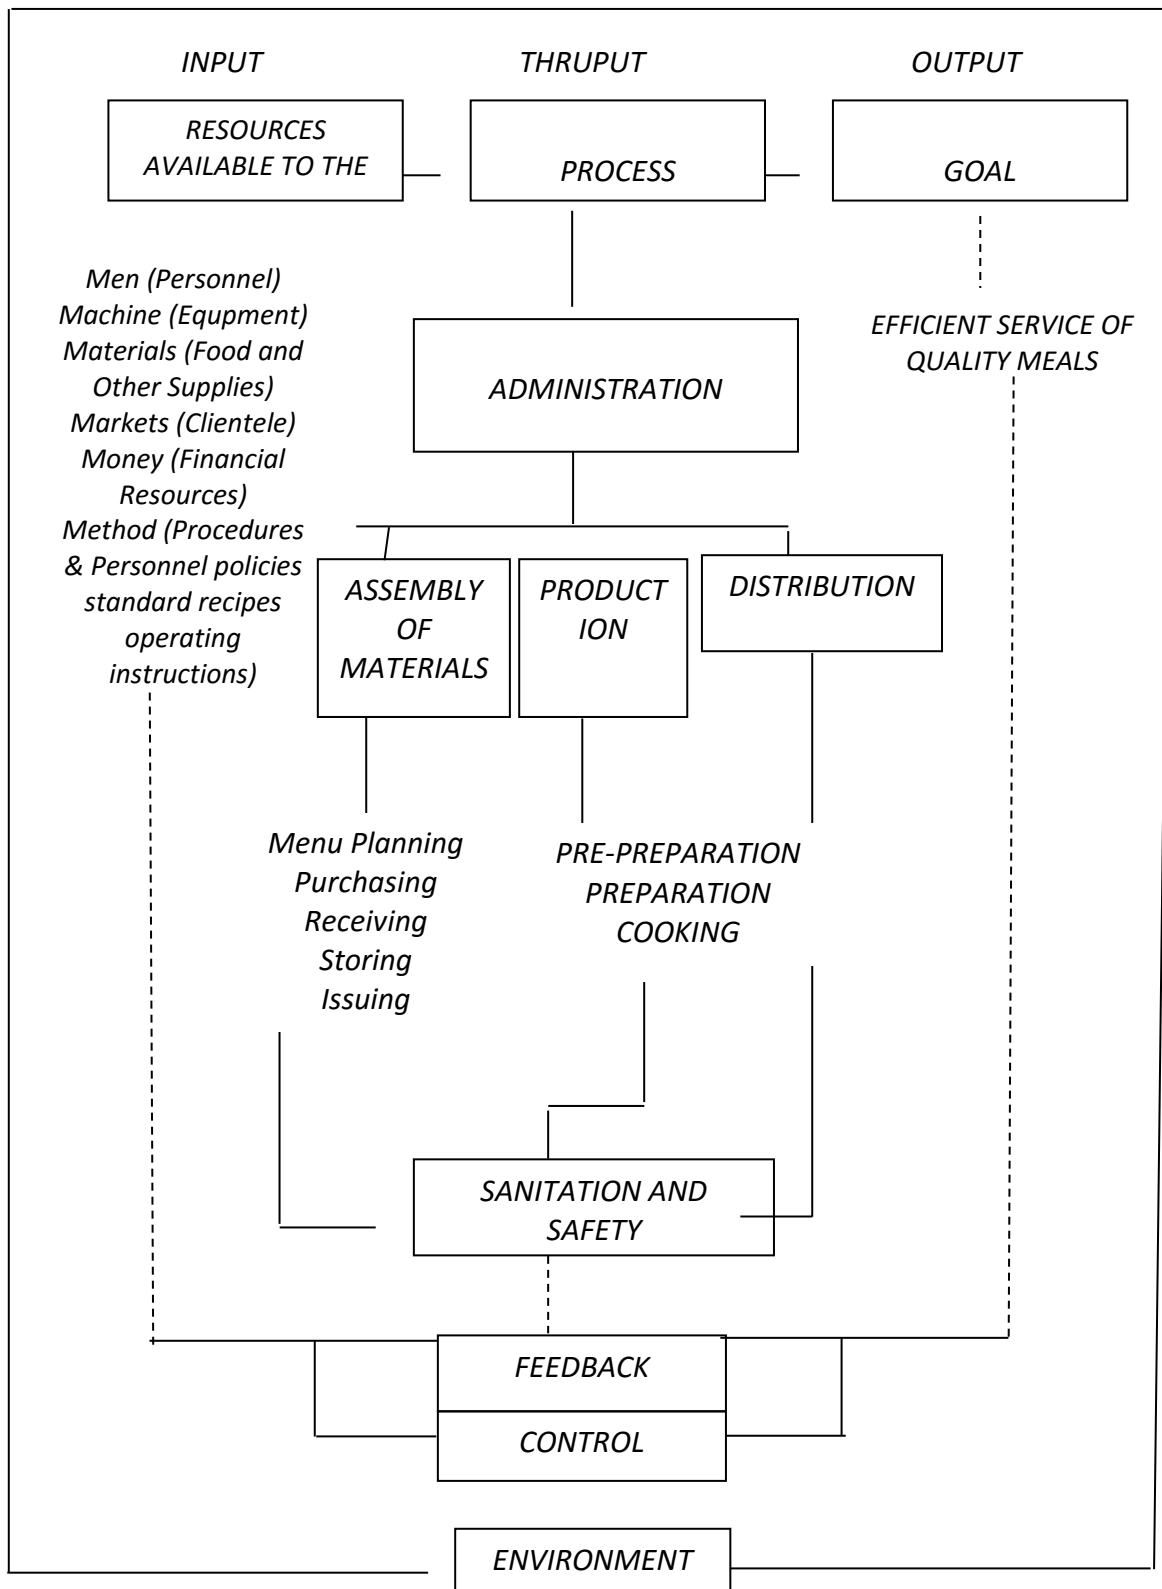 INPUT
THRUPUT
OUTPUT
RESOURCES
AVAILABLE TO THE
PROCESS
GOAL
Men (Personnel)
Machine (Equpment)
Materials (Food and
Other Supplies)
Markets (Clientele)
Money (Financial
Resources)
Method (Procedures
& Personnel policies
standard recipes
operating
instructions)
ADMINISTRATION
EFFICIENT SERVICE OF
QUALITY MEALS
ASSEMBLY
OF
MATERIALS
PRODUCT
ION
DISTRIBUTION
Menu Planning
Purchasing
Receiving
Storing
Issuing
PRE-PREPARATION
PREPARATION
COOKING
SANITATION AND
SAFETY
FEEDBACK
CONTROL
ENVIRONMENT